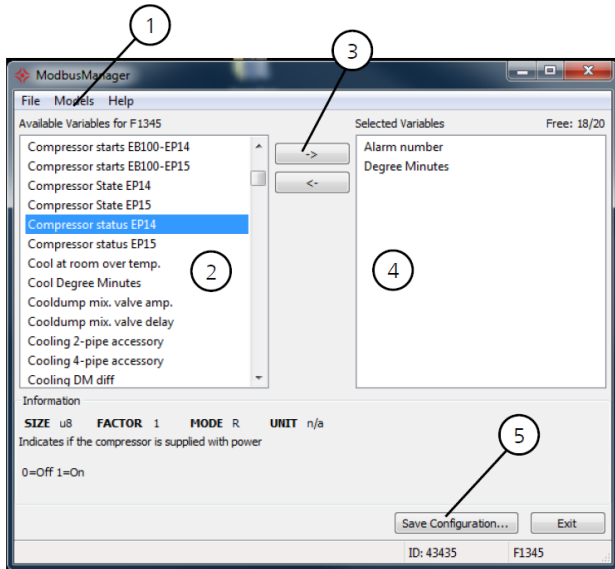 1
3
ModbusManager
File Models Help
Available Variables for F1345
Selected Variables Free: 18/20
Compressor starts EB100-EP14
Compressor starts EB100-EP15
Compressor State EP14
Compressor State EP15
Compressor status EP14
Compressor status EP15
Cool at room over temp.
Cool Degree Minutes
Cooldump mix. valve amp.
Cooldump mix. valve delay
Cooling 2-pipe accessory
Cooling 4-pipe accessory
Cooling DM diff
2
->
<-
Alarm number
Degree Minutes
4
Information
SIZE u8 FACTOR 1 MODE R UNIT n/a
Indicates if the compressor is supplied with power
0=Off 1=On
5
Save Configuration... Exit
ID: 43435 F1345